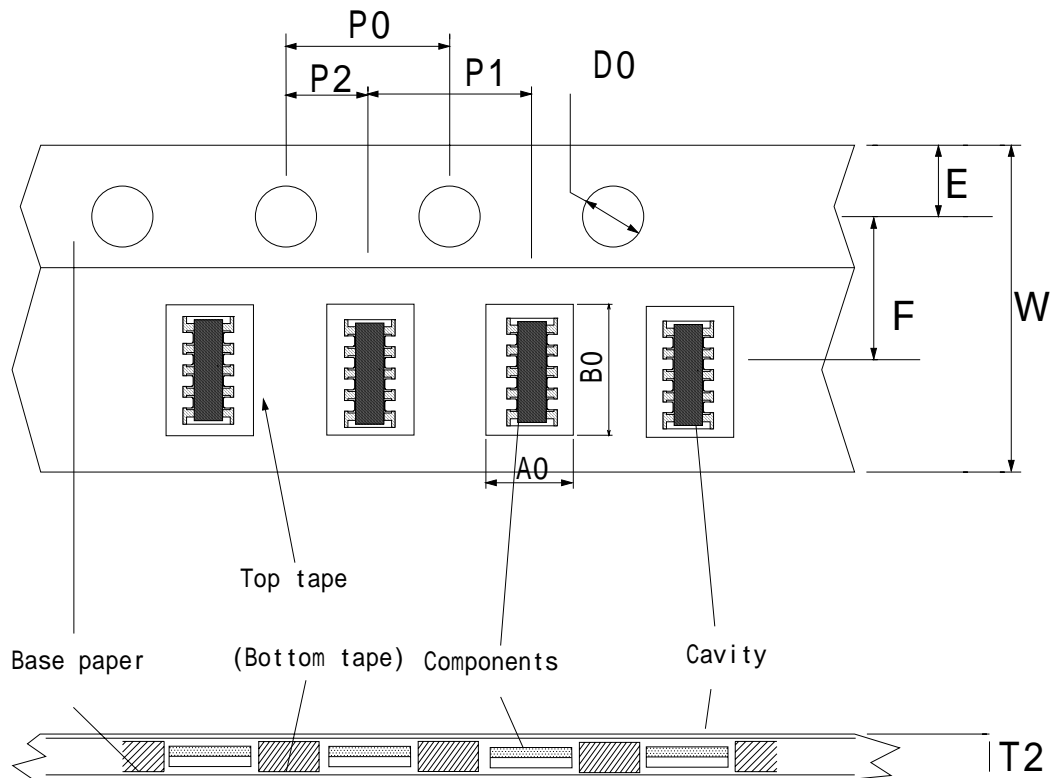 P0
D0
P2
P1
E
F
W
B0
A0
Top tape
Base paper
(Bottom tape)
Components
Cavity
T2